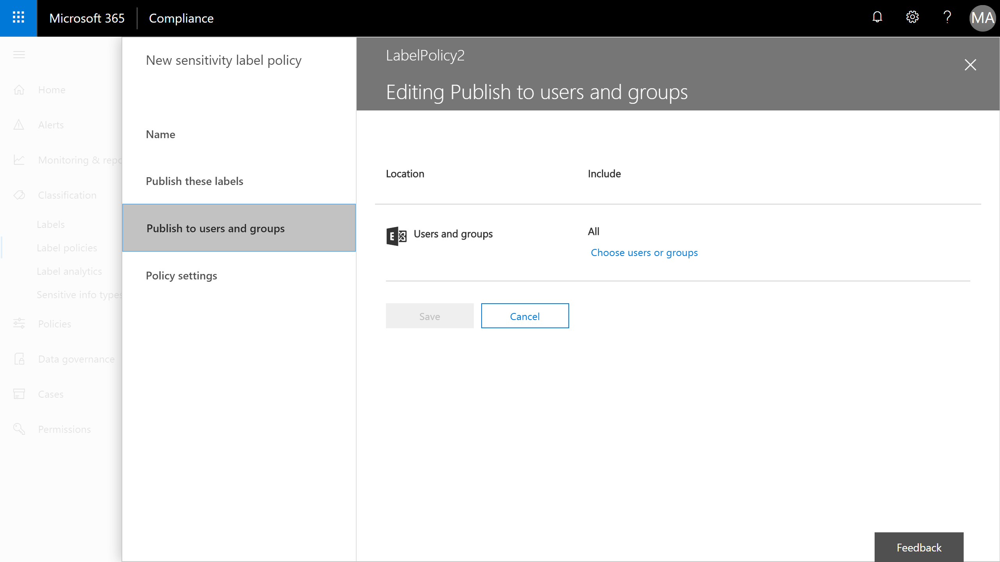 Microsoft 365
Compliance
MA
Home
Alerts
Monitoring & repo
Classification
Labels
Label policies
Label analytics
Sensitive info types
Policies
Data governance
Cases
Permissions
New sensitivity label policy
Name
Publish these labels
Publish to users and groups
Policy settings
LabelPolicy2
Editing Publish to users and groups
Location
Include
Users and groups
All
Choose users or groups
Save
Cancel
Feedback